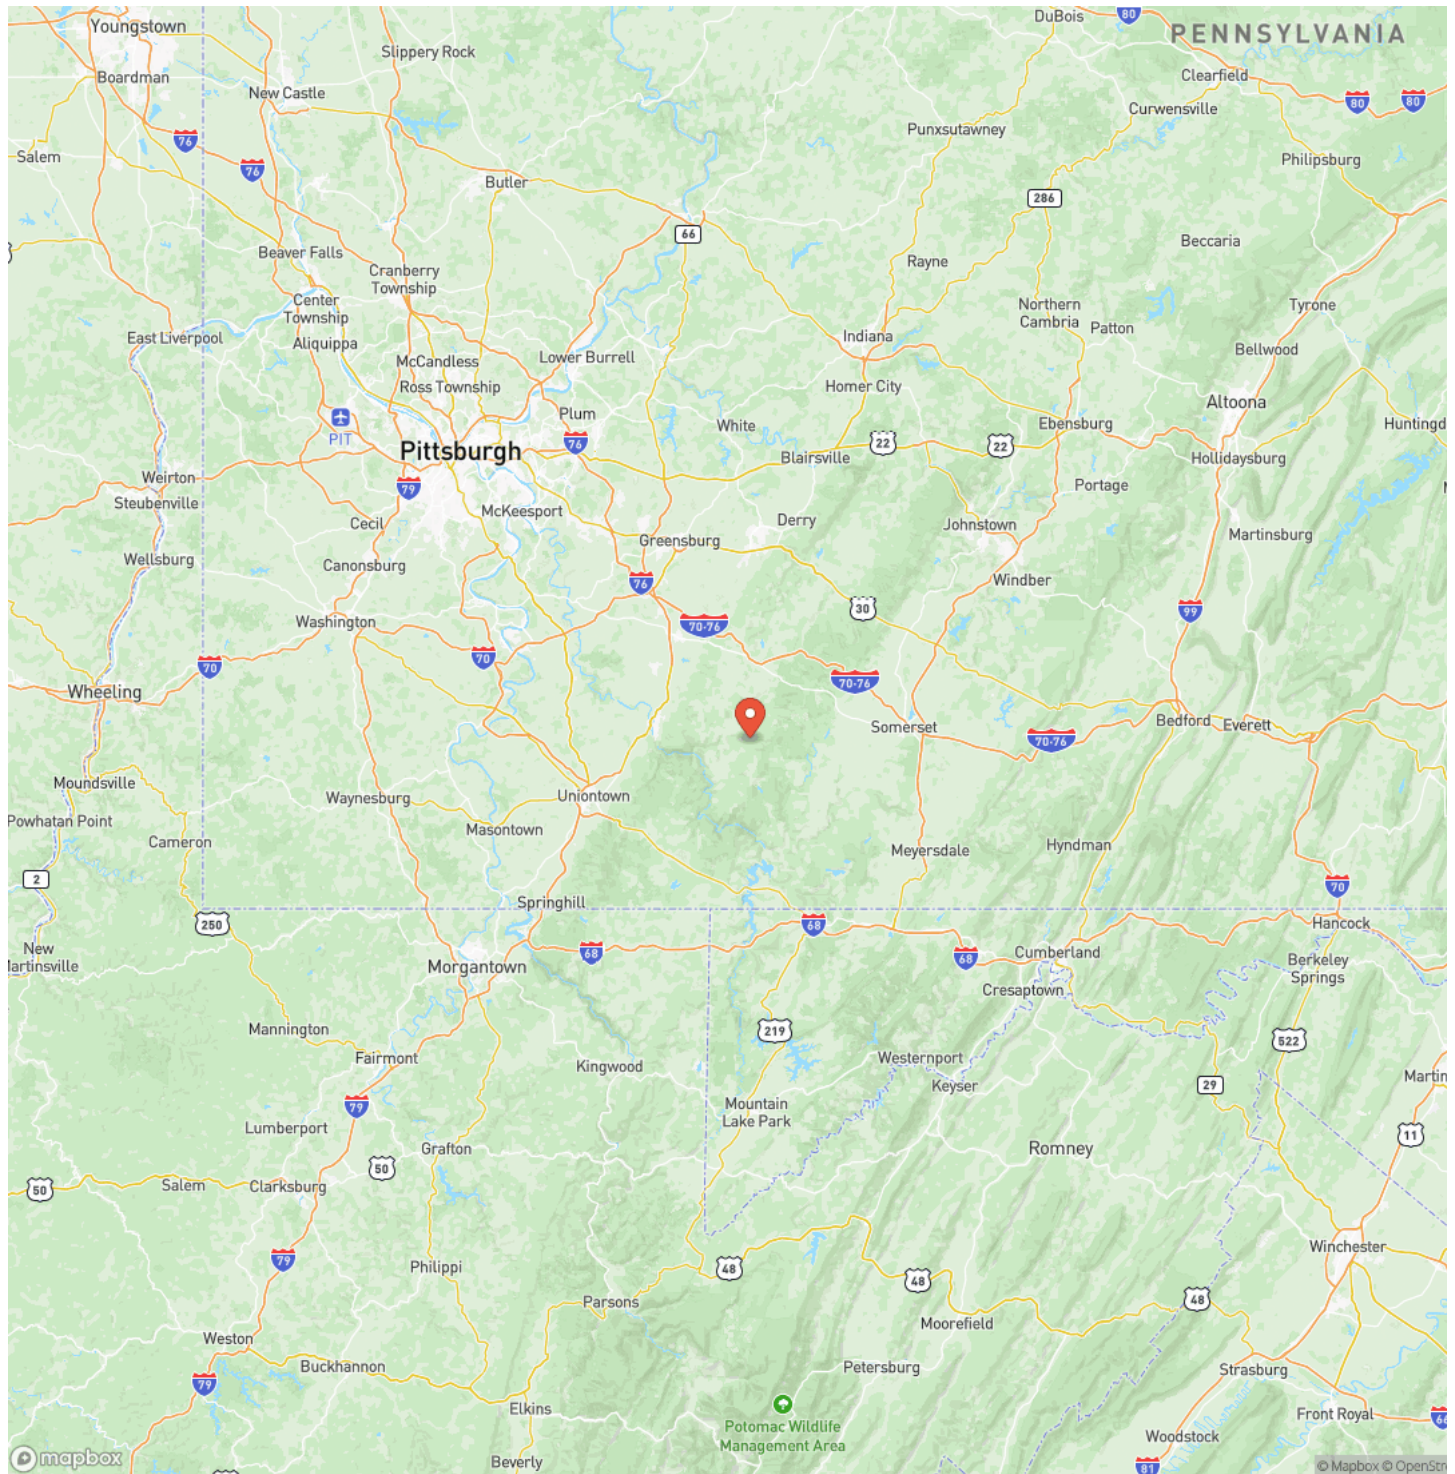 DuBois
80
PENNSYLVANIA
Youngstown
Slippery Rock
Boardman
Clearfield
New Castle
80
80
Curwensville
76
Punxsutawney
Salem
76
Philipsburg
Butler
286
66
Beccaria
Beaver Falls
Rayne
Cranberry
Township
Center
Township
Northern
Cambria
Tyrone
East Liverpool
Aliquippa
Indiana
Patton
Lower Burrell
Bellwood
McCandless
Ross Township
Homer City
Altoona
Plum
PIT
White
Ebensburg
Huntingd
76
22
22
Pittsburgh
Blairsville
Hollidaysburg
Weirton
79
Portage
Steubenville
McKeesport
Cecil
Derry
Johnstown
Martinsburg
Greensburg
Wellsburg
Canonsburg
Windber
76
30
99
Washington
70-76
70
70
70-76
Wheeling
Somerset
Bedford
Everett
70-76
Moundsville
Waynesburg
Uniontown
Powhatan Point
Masontown
Cameron
Meyersdale
Hyndman
2
70
Springhill
250
68
Hancock
New
Martinsville
68
Cumberland
68
Morgantown
Berkeley
Springs
Cresaptown
Mannington
219
522
Fairmont
Westernport
Kingwood
Keyser
29
Martin
79
Mountain
Lake Park
Lumberport
11
Grafton
Romney
50
Salem
Clarksburg
50
Winchester
79
Philippi
48
48
48
Parsons
Moorefield
Weston
Buckhannon
Petersburg
Strasburg
79
Elkins
Front Royal
66
Potomac Wildlife
Management Area
Woodstock
mapbox
Beverly
81
© Mapbox © OpenStre